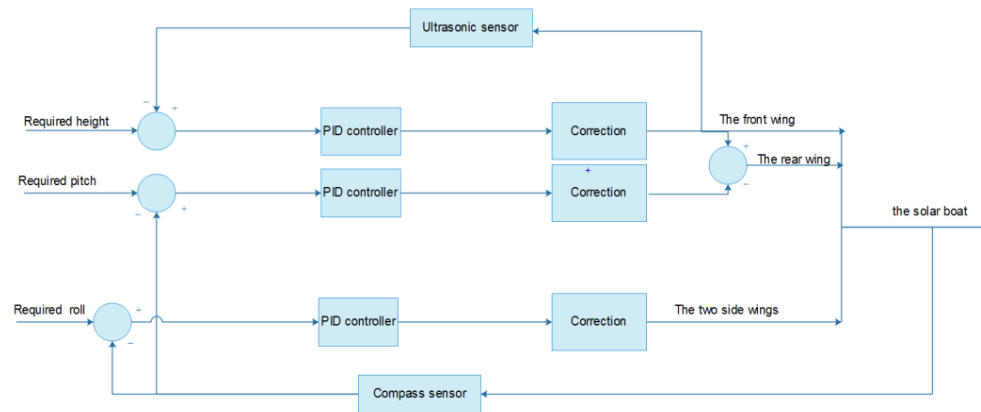 Ultrasonic sensor
− +
Required height
PID controller
Correction
The front wing
+
The rear wing
−
Required pitch
− +
PID controller
+
Correction
the solar boat
Required roll
+
−
PID controller
Correction
The two side wings
Compass sensor